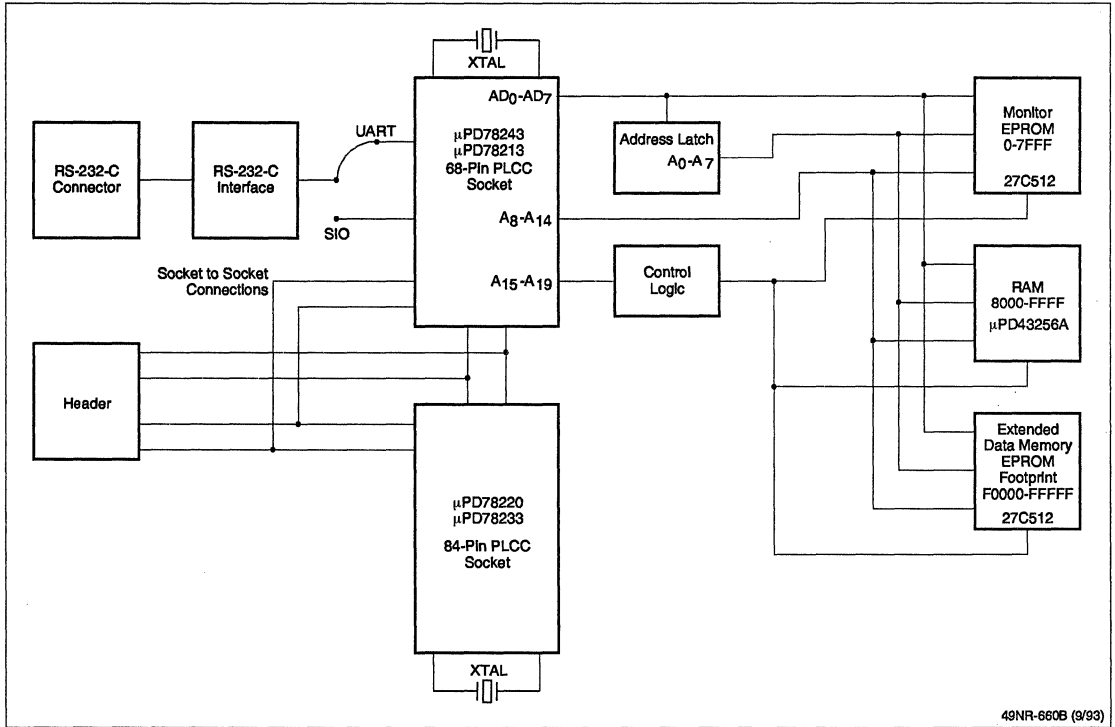 XTAL
RS-232-C
Connector
RS-232-C
Interface
UART
SIO
AD0-AD7
µPD78243
µPD78213
68-Pin PLCC
Socket
A8-A14
A15-A19
Address Latch
A0-A7
Control
Logic
Monitor
EPROM
0-7FFF
27C512
RAM
8000-FFFF
µPD43256A
Extended
Data Memory
EPROM
Footprint
F0000-FFFFF
27C512
Socket to Socket
Connections
Header
µPD78220
µPD78233
84-Pin PLCC
Socket
XTAL
49NR-660B (9/93)